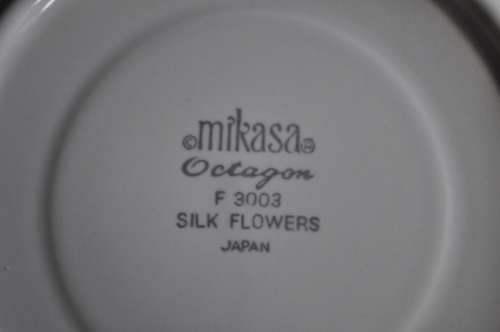 ©mikasa®
Octagon
F 3003
SILK FLOWERS
JAPAN